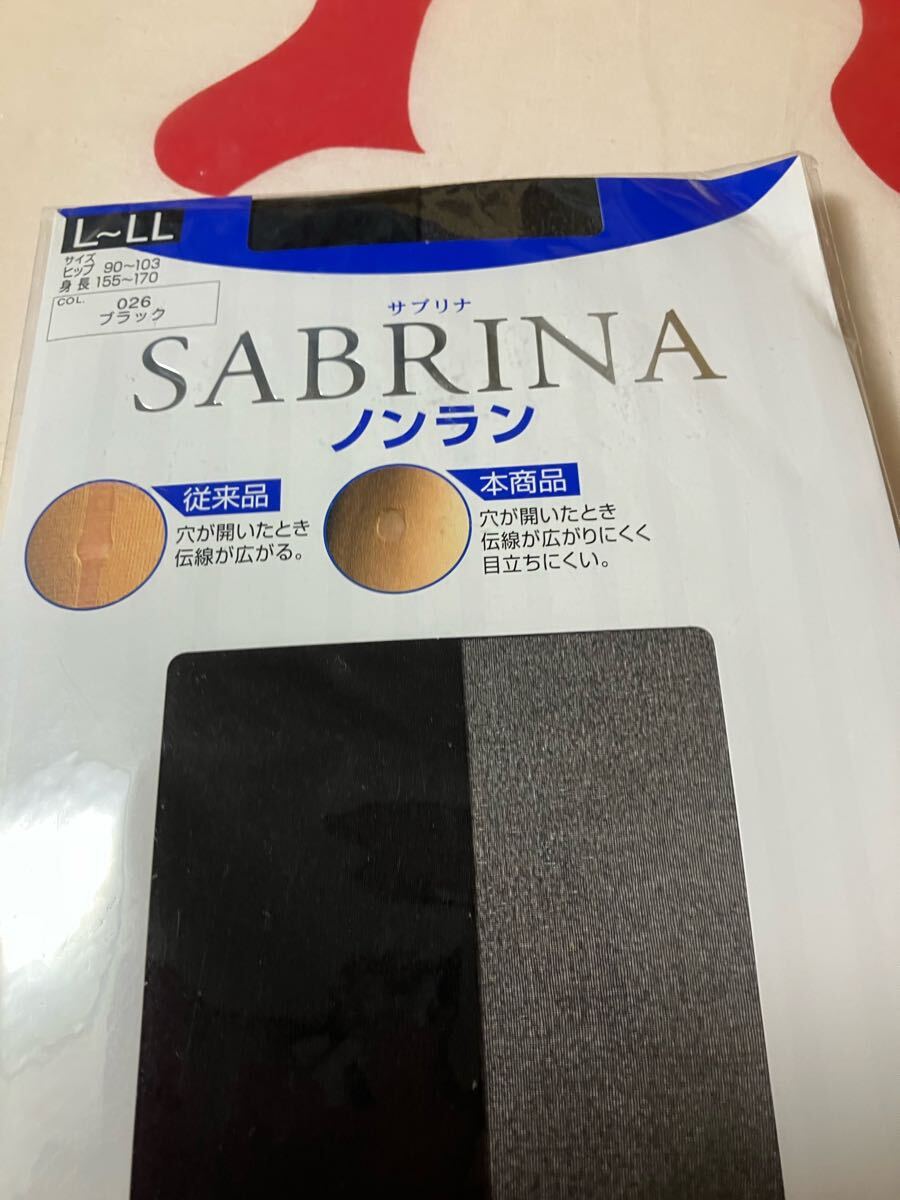 L~LL
サイズ
ヒップ 90~103
身長 155~170
COL.
026
ブラック
サブリナ
SABRINA
ノンラン
従来品
穴が開いたとき
伝線が広がる。
本商品
穴が開いたとき
伝線が広がりにくく
目立ちにくい。